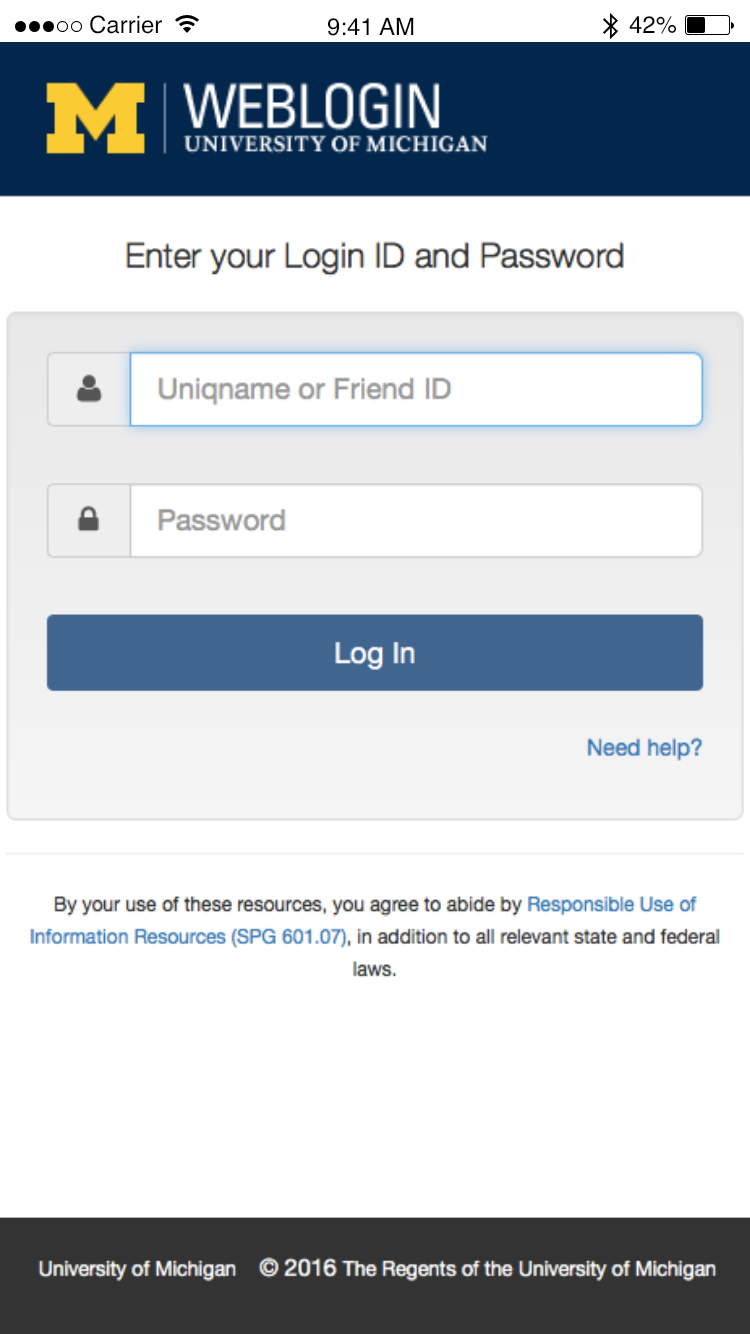 Carrier 9:41 AM 42%
M WEBLOGIN
UNIVERSITY OF MICHIGAN
Enter your Login ID and Password
Uniqname or Friend ID
Password
Log In
Need help?
By your use of these resources, you agree to abide by Responsible Use of
Information Resources (SPG 601.07), in addition to all relevant state and federal
laws.
University of Michigan © 2016 The Regents of the University of Michigan